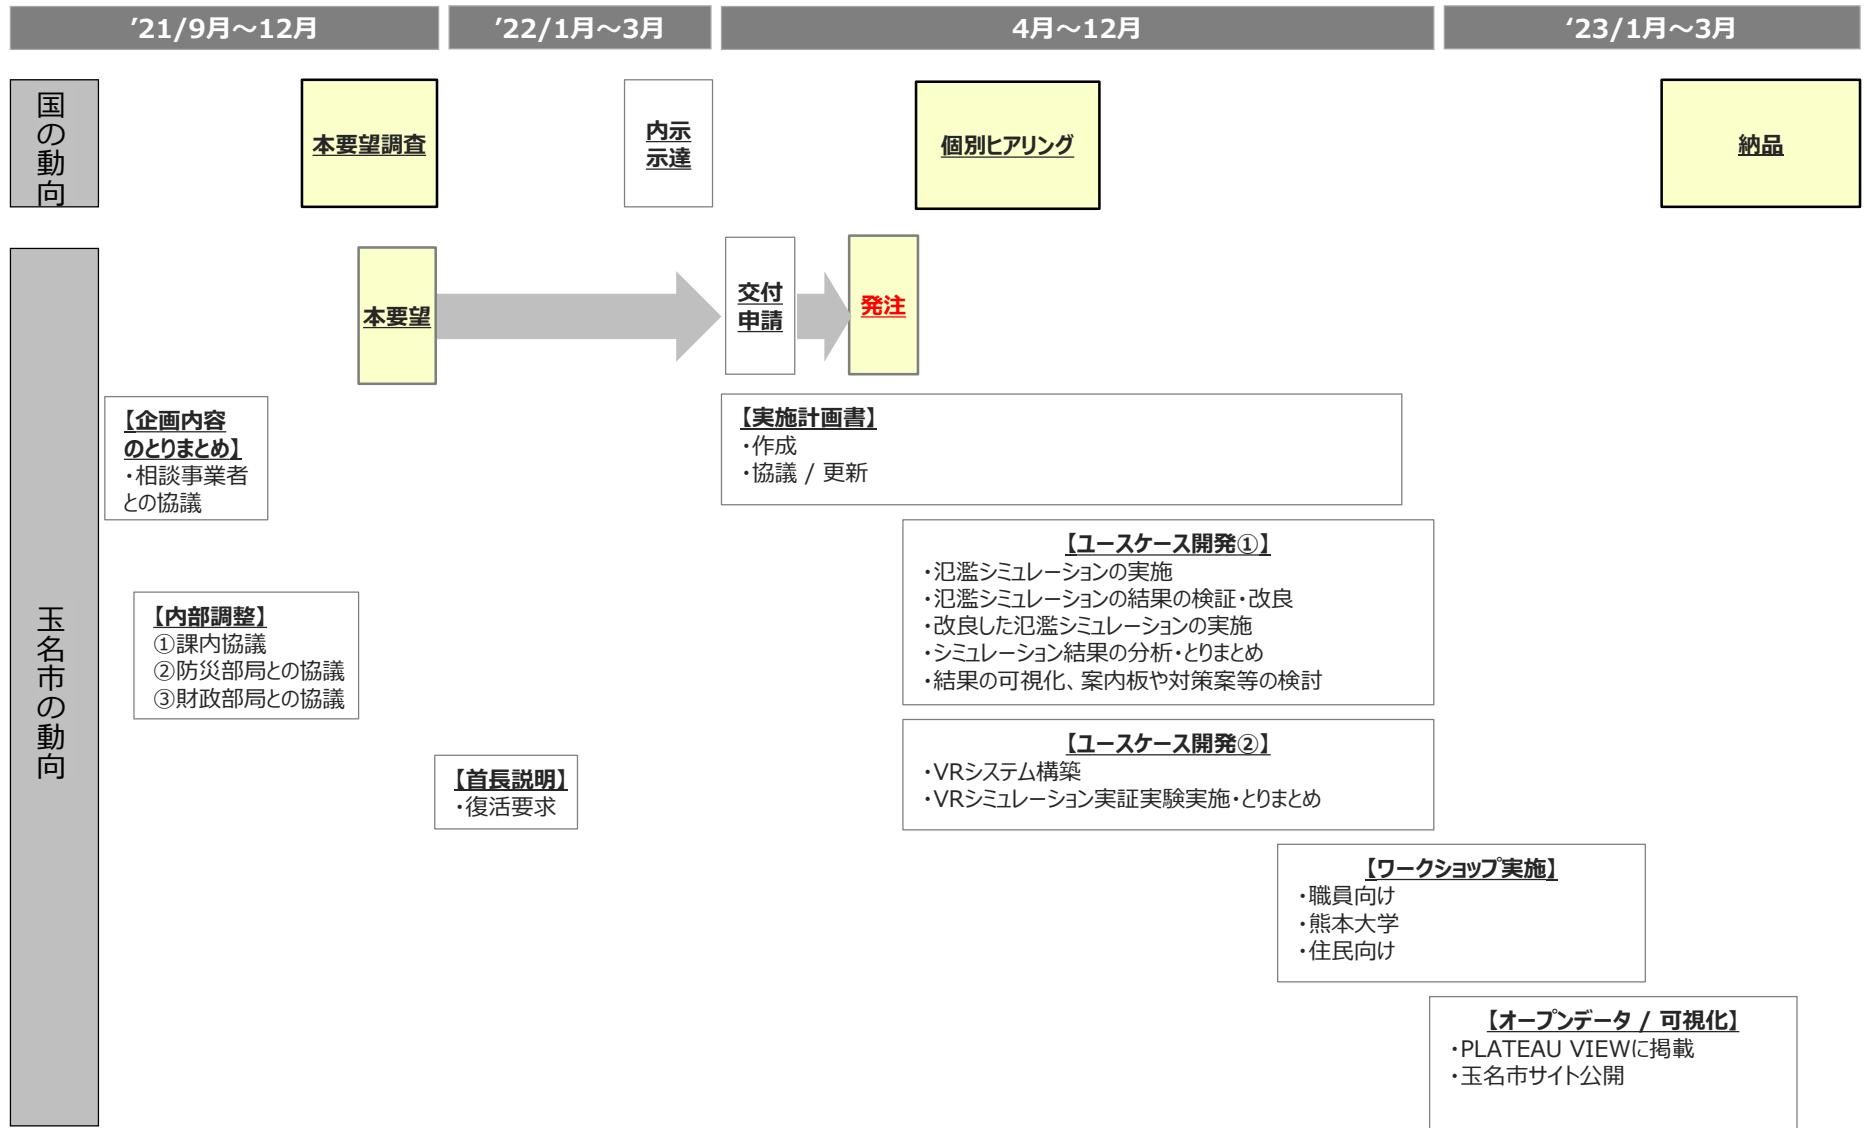 ’21/9月～12月
’22/1月～3月
4月～12月
‘23/1月～3月
国の動向
本要望調査
内示
示達
個別ヒアリング
納品
玉名市の動向
本要望
交付
申請
発注
【企画内容
のとりまとめ】
・相談事業者
との協議
【実施計画書】
・作成
・協議 / 更新
【ユースケース開発①】
・氾濫シミュレーションの実施
・氾濫シミュレーションの結果の検証・改良
・改良した氾濫シミュレーションの実施
・シミュレーション結果の分析・とりまとめ
・結果の可視化、案内板や対策案等の検討
【内部調整】
①課内協議
②防災部局との協議
③財政部局との協議
【ユースケース開発②】
・VRシステム構築
・VRシミュレーション実証実験実施・とりまとめ
【首長説明】
・復活要求
【ワークショップ実施】
・職員向け
・熊本大学
・住民向け
【オープンデータ / 可視化】
・PLATEAU VIEWに掲載
・玉名市サイト公開